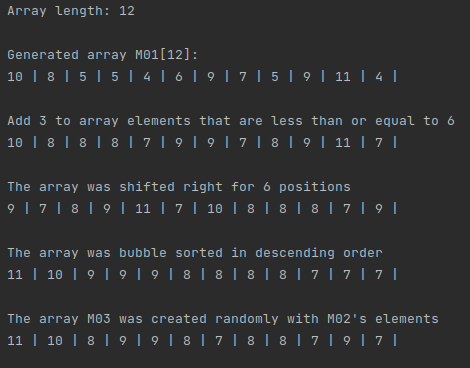 Array length: 12
Generated array M01[12]:
10 | 8 | 5 | 5 | 4 | 6 | 9 | 7 | 5 | 9 | 11 | 4 |
Add 3 to array elements that are less than or equal to 6
10 | 8 | 8 | 8 | 7 | 9 | 9 | 7 | 8 | 9 | 11 | 7 |
The array was shifted right for 6 positions
9 | 7 | 8 | 9 | 11 | 7 | 10 | 8 | 8 | 8 | 7 | 9 |
The array was bubble sorted in descending order
11 | 10 | 9 | 9 | 9 | 8 | 8 | 8 | 8 | 7 | 7 | 7 |
The array M03 was created randomly with M02's elements
11 | 10 | 8 | 9 | 9 | 8 | 7 | 8 | 8 | 7 | 9 | 7 |